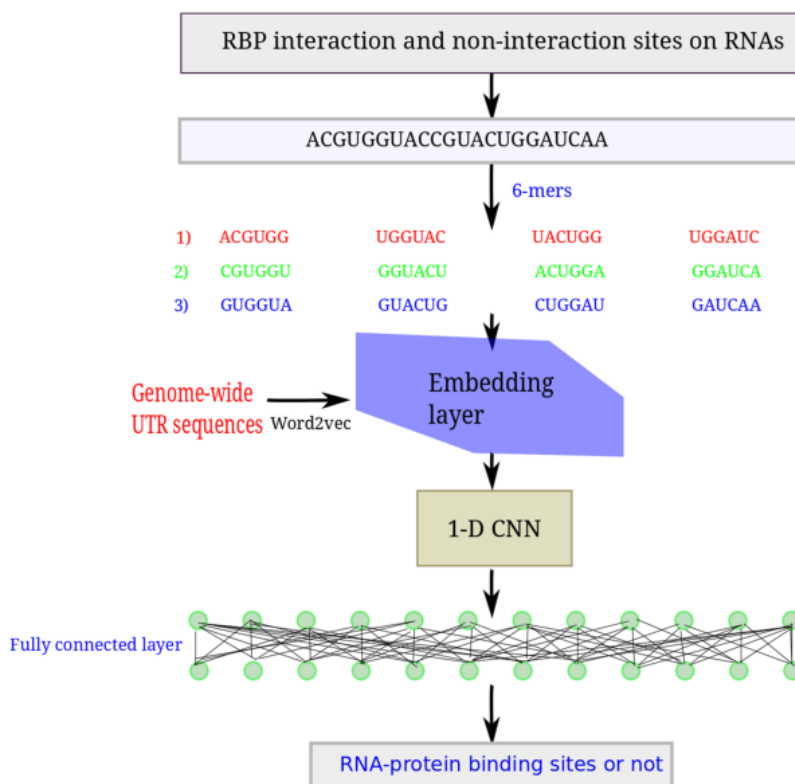 RBP interaction and non-interaction sites on RNAs
ACGUGGUACCGUACUGGAUCAA
6-mers
1) ACGUGG UGGUAC UACUGG UGGAUC
2) CGUGGU GGUACU ACUGGA GGAUCA
3) GUGGUA GUACUG CUGGAU GAUCAA
Genome-wide
UTR sequences
Word2vec
Embedding
layer
1-D CNN
Fully connected layer
RNA-protein binding sites or not